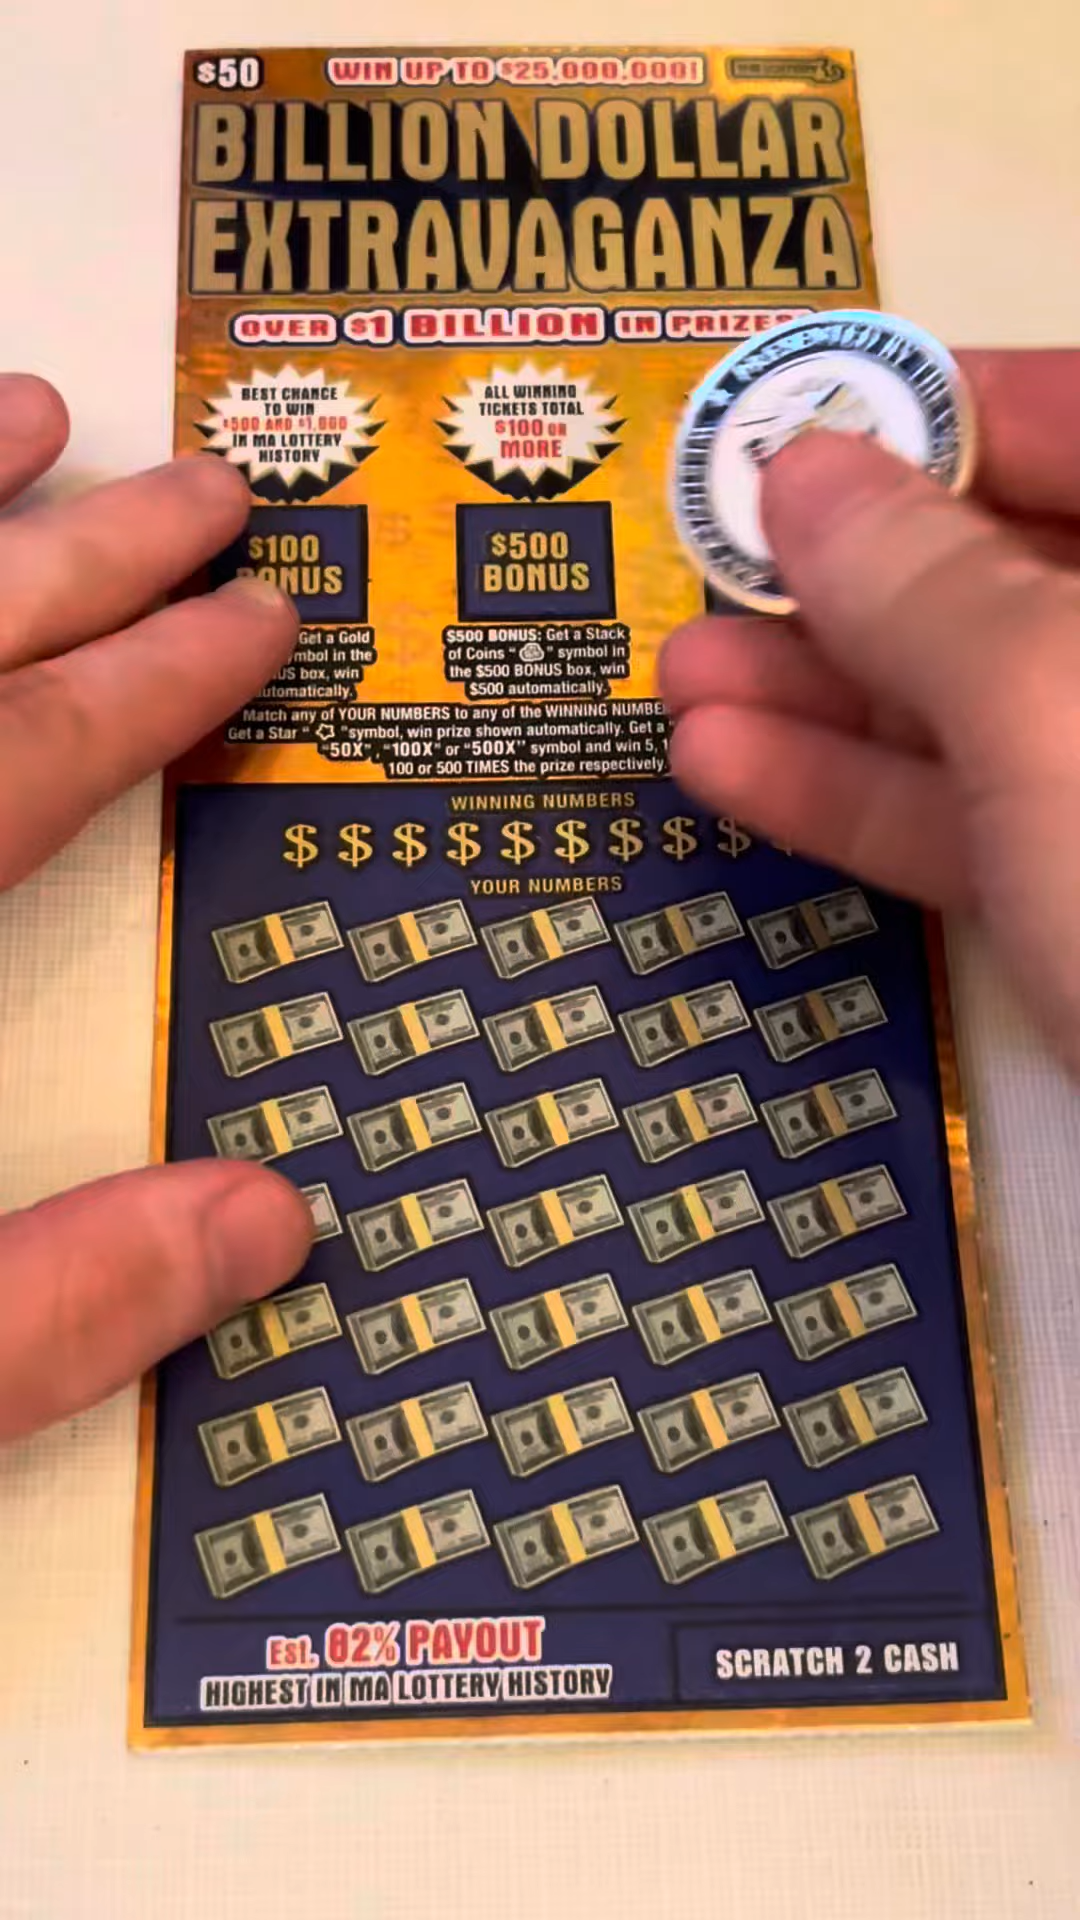 $50
WIN UP TO $25,000,000!
BILLION DOLLAR
EXTRAVAGANZA
OVER $1 BILLION IN PRIZES
BEST CHANCE
TO WIN
$500 AND $1,000
IN MA LOTTERY
HISTORY
ALL WINNING
TICKETS TOTAL
$100 OR
MORE
PRESENTED BY THE
$100
BONUS
$500
BONUS
Get a Gold
in the
box, win
automatically.
$500 BONUS: Get a Stack
of Coins " " symbol in
the $500 BONUS box, win
$500 automatically.
Match any of YOUR NUMBERS to any of the WINNING
Get a Star " " symbol, win prize shown automatically. Get a "
"50X", "100X" or "500X" symbol and win 5,
100 or 500 TIMES the prize respectively.
WINNING NUMBERS
$ $ $ $ $ $ $ $ $
YOUR NUMBERS
Est. 82% PAYOUT
HIGHEST IN MA LOTTERY HISTORY
SCRATCH 2 CASH